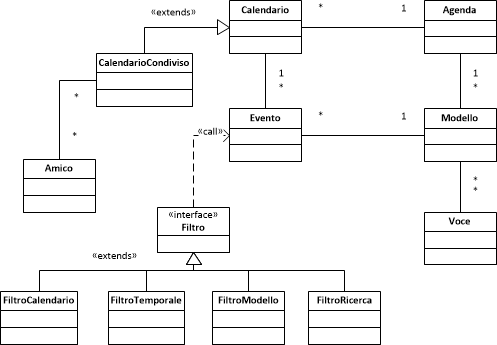 Calendario
*
1
Agenda
«extends»
CalendarioCondiviso
1
*
1
*
*
*
Evento
*
1
Modello
«call»
Amico
*
*
«interface»
Filtro
Voce
«extends»
FiltroCalendario
FiltroTemporale
FiltroModello
FiltroRicerca